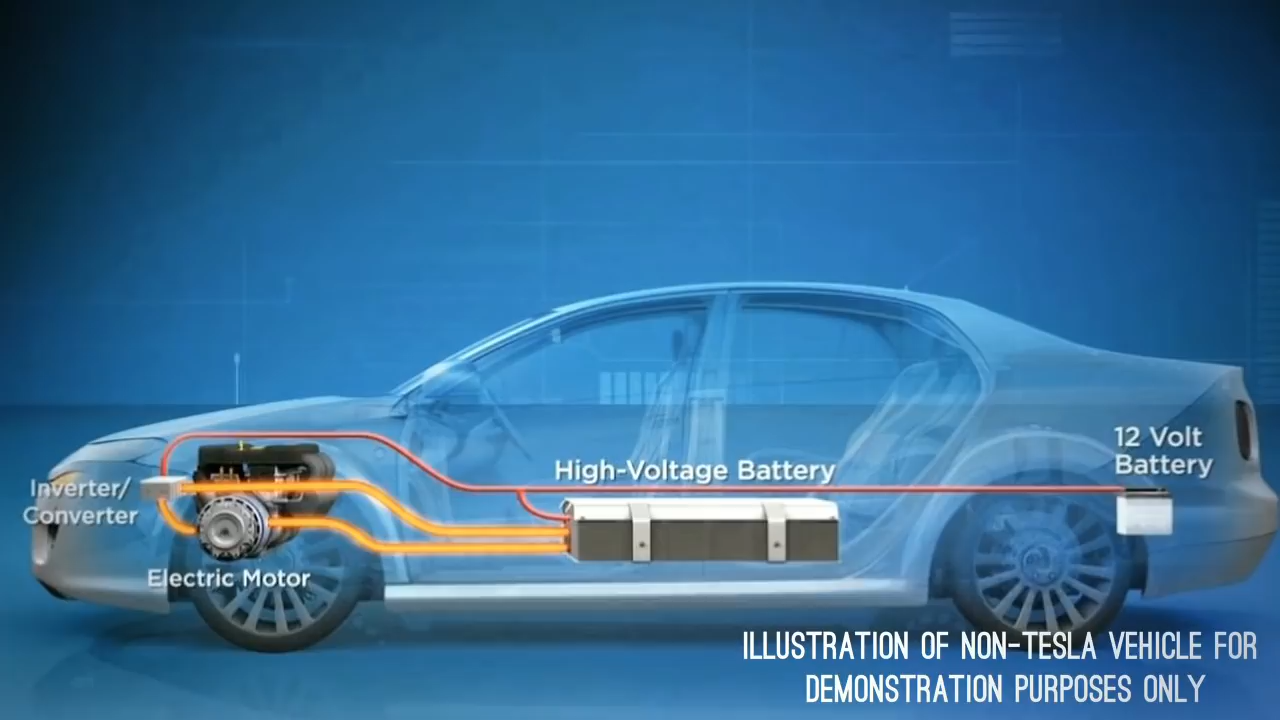 High-Voltage Battery
12 Volt
Battery
Inverter/
Converter
Electric Motor
ILLUSTRATION OF NON-TESLA VEHICLE FOR
DEMONSTRATION PURPOSES ONLY